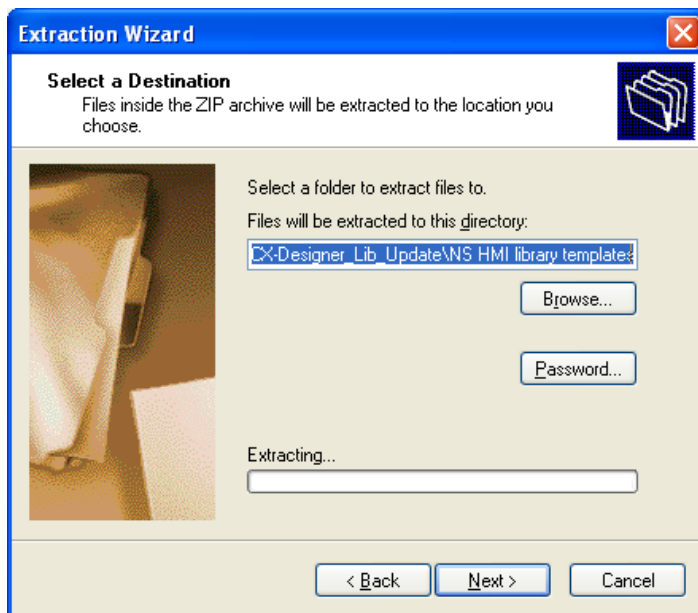 Extraction Wizard
Select a Destination
Files inside the ZIP archive will be extracted to the location you
choose.
Select a folder to extract files to.
Files will be extracted to this directory:
CX-Designer_Lib_Update\NS HMI library templates
Browse...
Password...
Extracting...
< Back
Next >
Cancel